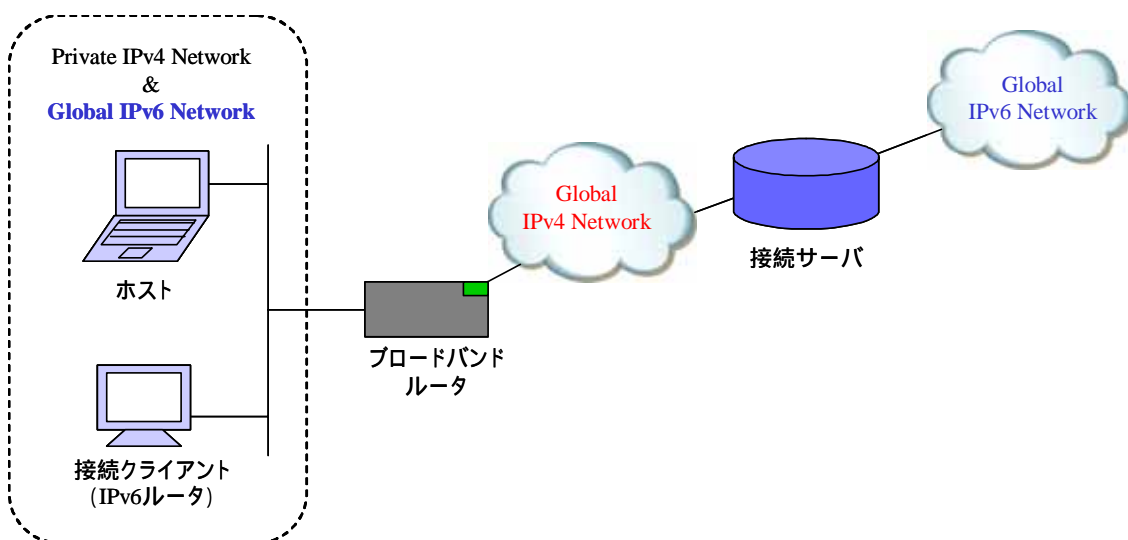 Private IPv4 Network
&
Global IPv6 Network
ホスト
接続クライアント
(IPv6ルータ)
ブロードバンド
ルータ
Global
IPv4 Network
接続サーバ
Global
IPv6 Network